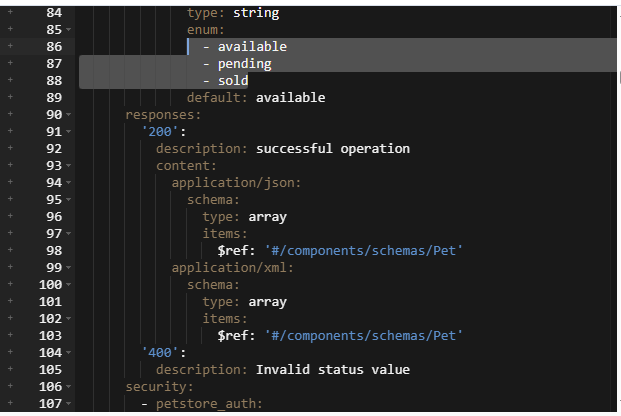 84 type: string
85 enum:
86 - available
87 - pending
88 - sold
89 default: available
90 responses:
91 '200':
92 description: successful operation
93 content:
94 application/json:
95 schema:
96 type: array
97 items:
98 $ref: '#/components/schemas/Pet'
99 application/xml:
100 schema:
101 type: array
102 items:
103 $ref: '#/components/schemas/Pet'
104 '400':
105 description: Invalid status value
106 security:
107 - petstore_auth: